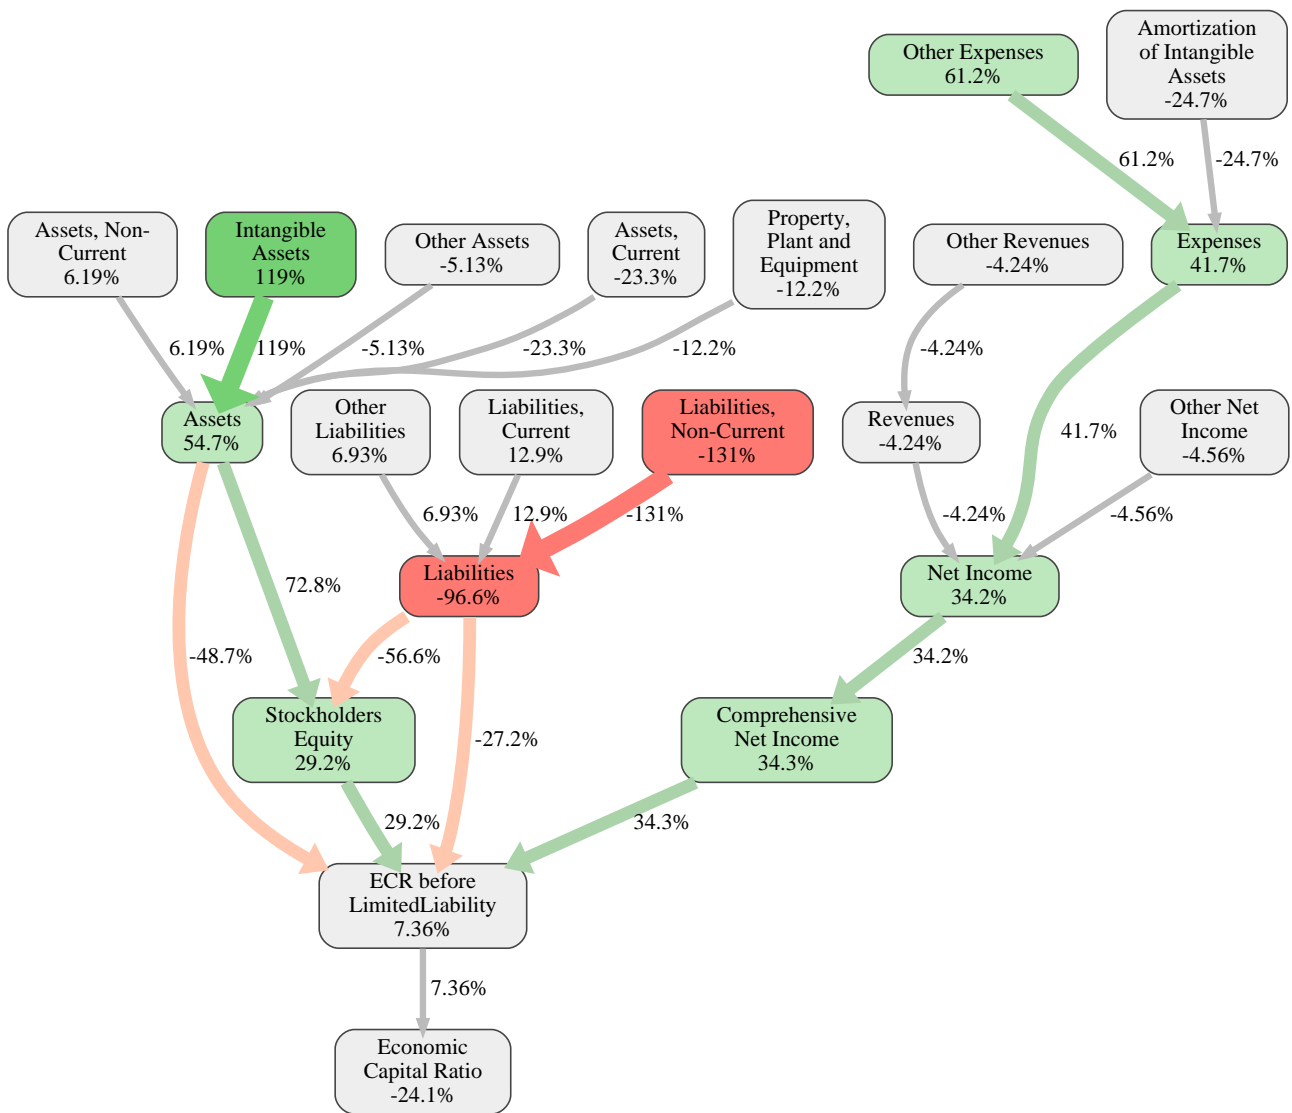 Amortization
of Intangible
Assets
-24.7%
Other Expenses
61.2%
61.2%
-24.7%
Assets, Non-
Current
6.19%
Intangible
Assets
119%
Other Assets
-5.13%
Assets,
Current
-23.3%
Property,
Plant and
Equipment
-12.2%
Other Revenues
-4.24%
Expenses
41.7%
6.19%
119%
-5.13%
-23.3%
-12.2%
-4.24%
41.7%
Assets
54.7%
Other
Liabilities
6.93%
Liabilities,
Current
12.9%
Liabilities,
Non-Current
-131%
Revenues
-4.24%
Other Net
Income
-4.56%
6.93%
12.9%
-131%
-4.24%
-4.56%
Liabilities
-96.6%
Net Income
34.2%
72.8%
-48.7%
-56.6%
34.2%
-27.2%
Stockholders
Equity
29.2%
Comprehensive
Net Income
34.3%
29.2%
34.3%
ECR before
LimitedLiability
7.36%
7.36%
Economic
Capital Ratio
-24.1%